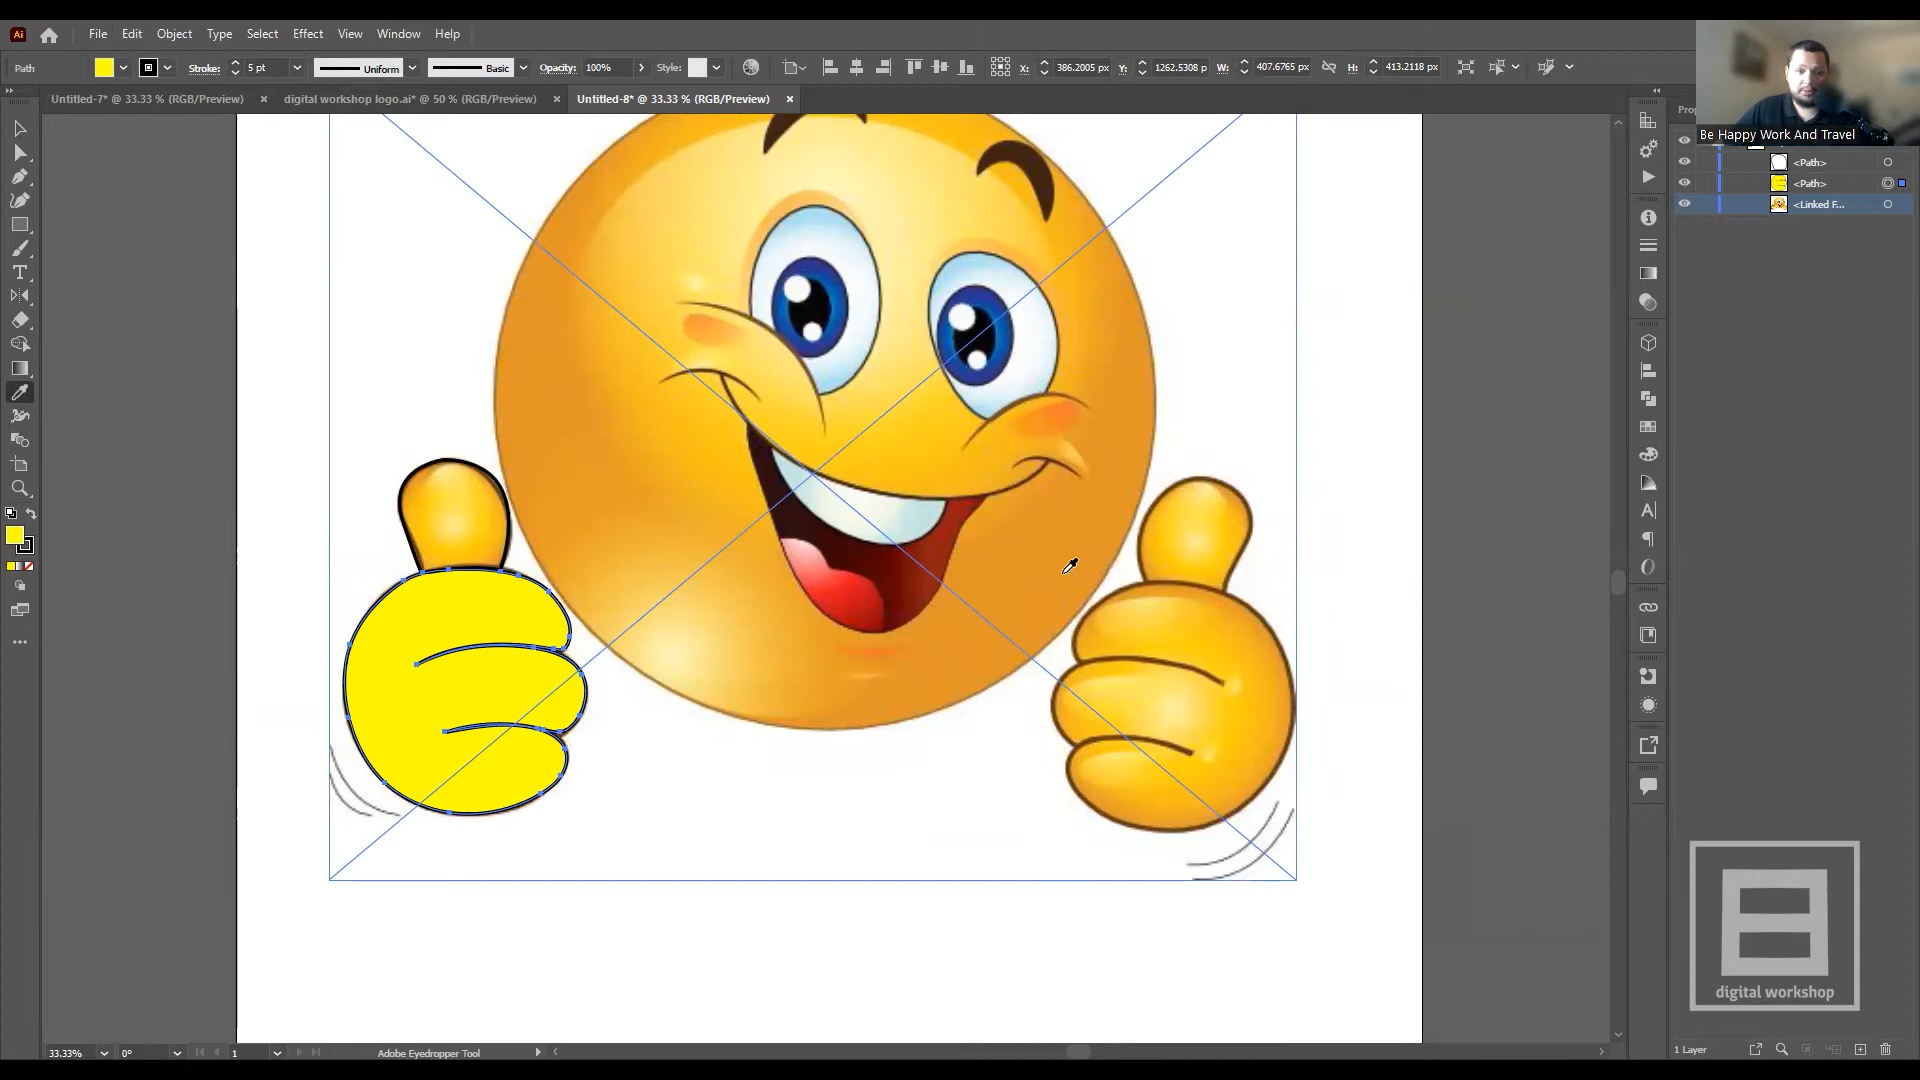 Ai File Edit Object Type Select Effect View Window Help
Path Stroke: 5 pt Uniform Basic Opacity: 100% Style: X: 386.2005 px Y: 1262.5308 p W: 407.6765 px H: 413.2118 px
Untitled-7* @ 33.33 % (RGB/Preview) × digital workshop logo.ai* @ 50 % (RGB/Preview) × Untitled-8* @ 33.33 % (RGB/Preview) ×
Be Happy Work And Travel
<Path>
<Path>
<Linked F...
digital workshop
33.33% 0° 1 Adobe Eyedropper Tool 1 Layer